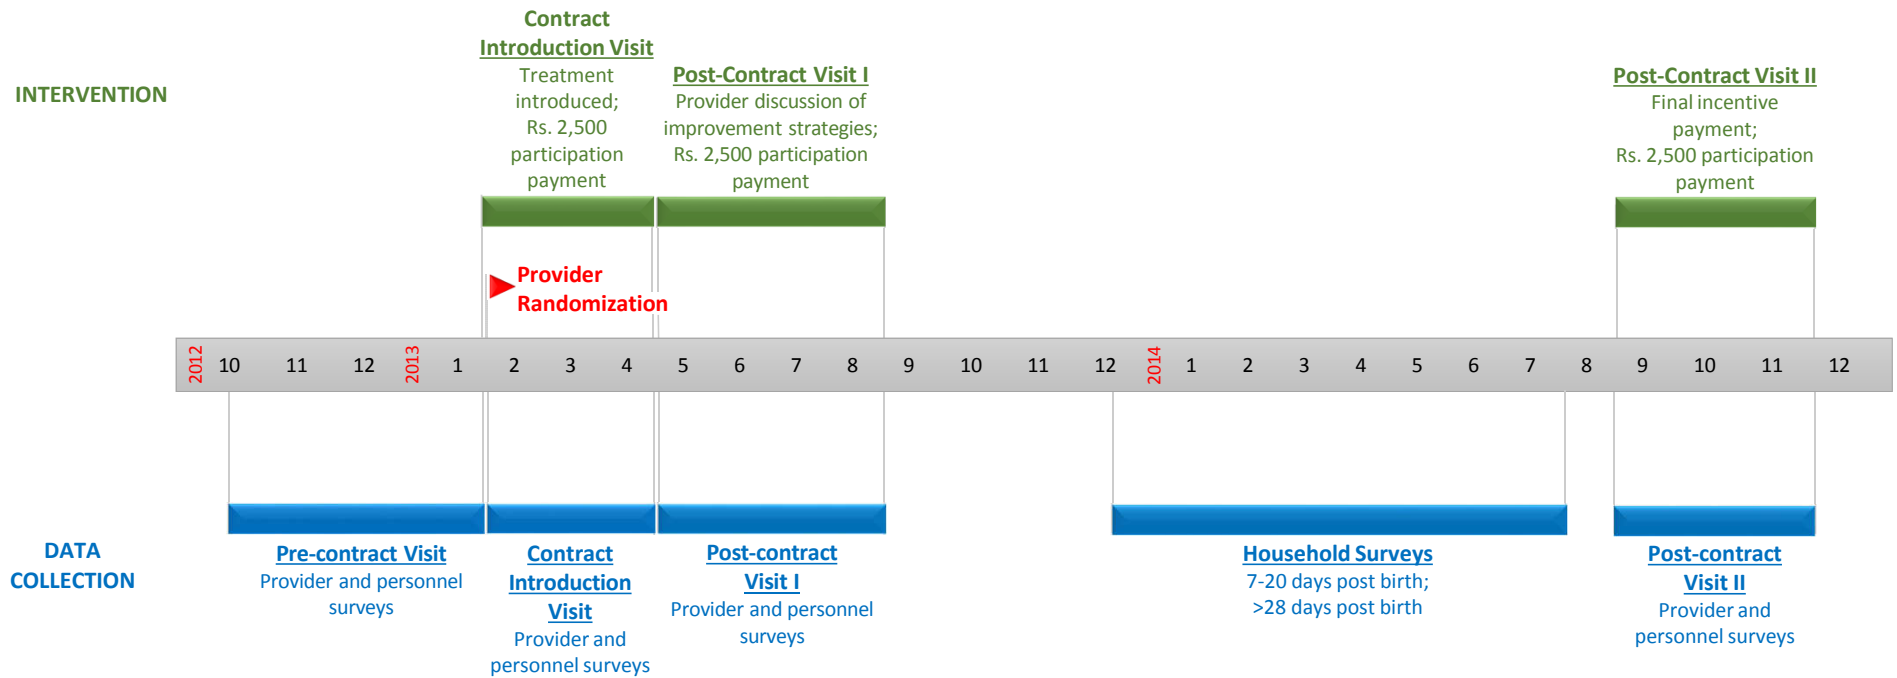 Contract
Introduction Visit
Treatment
introduced;
Rs. 2,500
participation
payment
Post-Contract Visit I
Provider discussion of
improvement strategies;
Rs. 2,500 participation
payment
Post-Contract Visit II
Final incentive
payment;
Rs. 2,500 participation
payment
INTERVENTION
Provider
Randomization
2012 10 11 12 2013 1 2 3 4 5 6 7 8 9 10 11 12 2014 1 2 3 4 5 6 7 8 9 10 11 12
DATA
COLLECTION
Pre-contract Visit
Provider and personnel
surveys
Contract
Introduction
Visit
Provider and
personnel surveys
Post-contract
Visit I
Provider and personnel
surveys
Household Surveys
7-20 days post birth;
>28 days post birth
Post-contract
Visit II
Provider and
personnel surveys